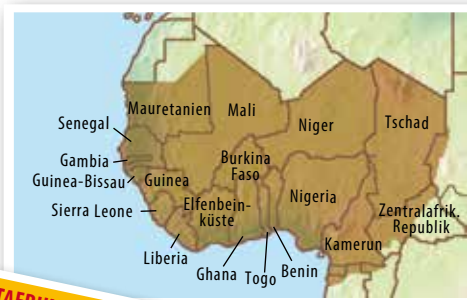 Mauretanien
Mali
Niger
Tschad
Senegal
Gambia
Guinea-Bissau
Guinea
Burkina
Faso
Nigeria
Sierra Leone
Elfenbein-
küste
Zentralafrik.
Republik
Kamerun
Liberia
Ghana
Togo
Benin